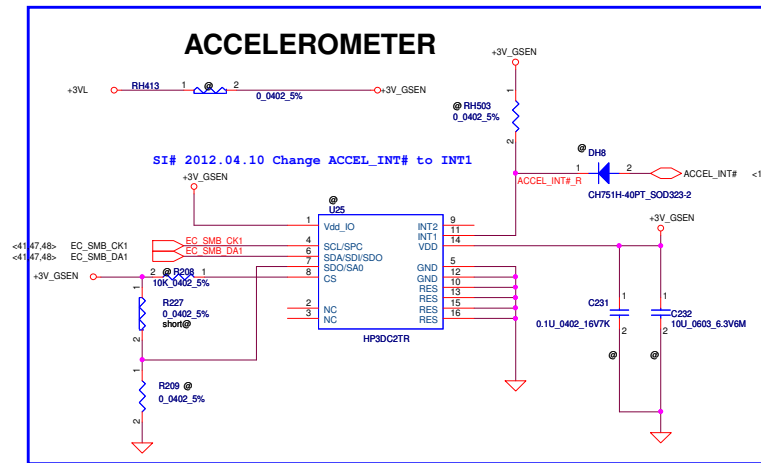 ACCELEROMETER
+3VL
RH413
1
@
2
0_0402_5%
+3V_GSEN
+3V_GSEN
1
@ RH503
0_0402_5%
2
SI# 2012.04.10 Change ACCEL_INT# to INT1
@
DH8
1
2
ACCEL_INT#_R
ACCEL_INT#
<1
CH751H-40PT_SOD323-2
+3V_GSEN
@
U25
1 Vdd_IO
INT2 9
INT1 11
VDD 14
+3V_GSEN
<41,47,48> EC_SMB_CK1
EC_SMB_CK1
4 SCL/SPC
<41,47,48> EC_SMB_DA1
EC_SMB_DA1
6 SDA/SDI/SDO
7 SDO/SA0
8 CS
GND 5
GND 12
RES 10
RES 13
RES 15
RES 16
2 NC
3 NC
HP3DC2TR
+3V_GSEN
2 @ R208 1
10K_0402_5%
1
R227
0_0402_5%
short@
2
1
R209 @
0_0402_5%
2
C231
1
0.1U_0402_16V7K
2
@
1
C232
10U_0603_6.3V6M
2
@